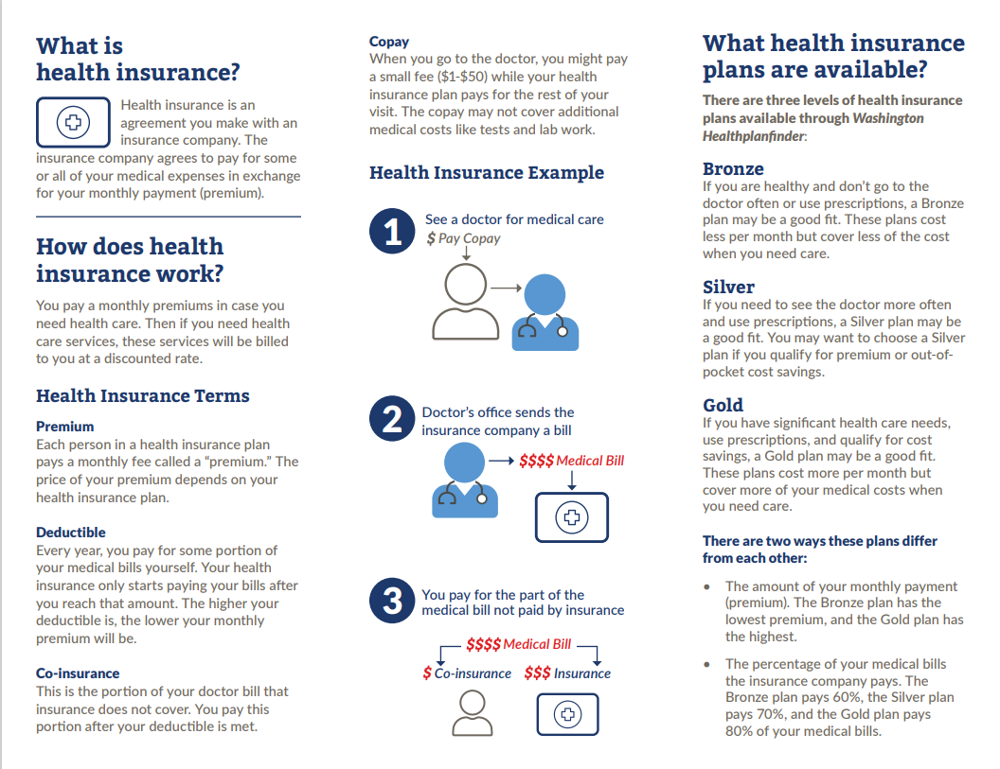 What is
health insurance?
Health insurance is an
agreement you make with an
insurance company. The
insurance company agrees to pay for some
or all of your medical expenses in exchange
for your monthly payment (premium).
How does health
insurance work?
You pay a monthly premiums in case you
need health care. Then if you need health
care services, these services will be billed
to you at a discounted rate.
Health Insurance Terms
Premium
Each person in a health insurance plan
pays a monthly fee called a “premium.” The
price of your premium depends on your
health insurance plan.
Deductible
Every year, you pay for some portion of
your medical bills yourself. Your health
insurance only starts paying your bills after
you reach that amount. The higher your
deductible is, the lower your monthly
premium will be.
Co-insurance
This is the portion of your doctor bill that
insurance does not cover. You pay this
portion after your deductible is met.
Copay
When you go to the doctor, you might pay
a small fee ($1-$50) while your health
insurance plan pays for the rest of your
visit. The copay may not cover additional
medical costs like tests and lab work.
Health Insurance Example
1
See a doctor for medical care
$ Pay Copay
2
Doctor’s office sends the
insurance company a bill
$$$$ Medical Bill
3
You pay for the part of the
medical bill not paid by insurance
$$$$ Medical Bill
$ Co-insurance $$$ Insurance
What health insurance
plans are available?
There are three levels of health insurance
plans available through Washington
Healthplanfinder:
Bronze
If you are healthy and don’t go to the
doctor often or use prescriptions, a Bronze
plan may be a good fit. These plans cost
less per month but cover less of the cost
when you need care.
Silver
If you need to see the doctor more often
and use prescriptions, a Silver plan may be
a good fit. You may want to choose a Silver
plan if you qualify for premium or out-of-
pocket cost savings.
Gold
If you have significant health care needs,
use prescriptions, and qualify for cost
savings, a Gold plan may be a good fit.
These plans cost more per month but
cover more of your medical costs when
you need care.
There are two ways these plans differ
from each other:
• The amount of your monthly payment
(premium). The Bronze plan has the
lowest premium, and the Gold plan has
the highest.
• The percentage of your medical bills
the insurance company pays. The
Bronze plan pays 60%, the Silver plan
pays 70%, and the Gold plan pays
80% of your medical bills.